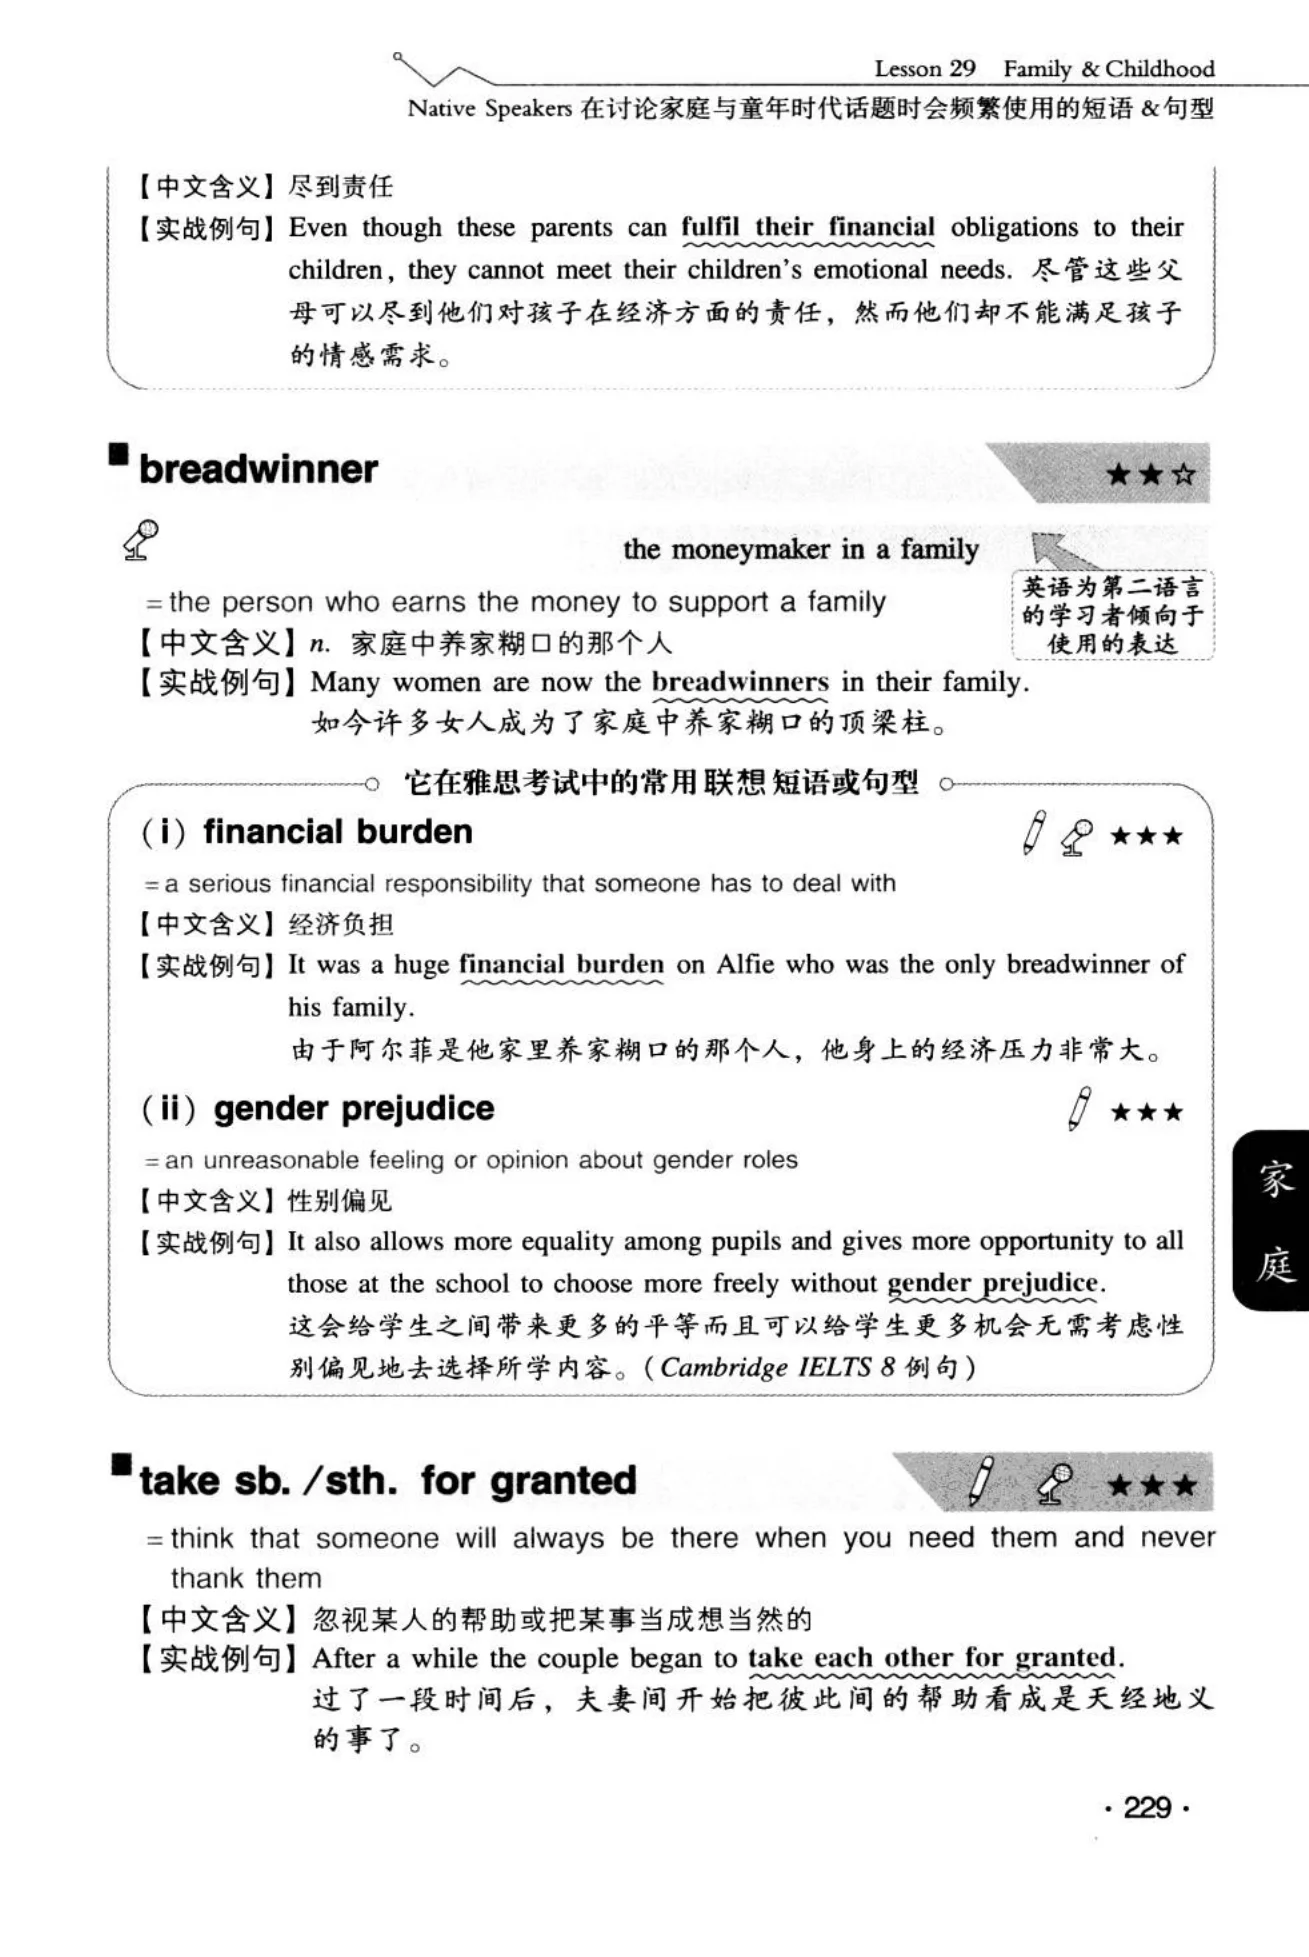 Lesson 29 Family & Childhood
Native Speakers 在讨论家庭与童年时代话题时会频繁使用的短语 & 句型
【中文含义】尽到责任
【实战例句】Even though these parents can fulfil their financial obligations to their
children, they cannot meet their children's emotional needs. 尽管这些父
母可以尽到他们对孩子在经济方面的责任，然而他们却不能满足孩子
的情感需求。
breadwinner ★★☆
the moneymaker in a family
英语为第二语言
的学习者倾向于
使用的表达
=the person who earns the money to support a family
【中文含义】n. 家庭中养家糊口的那个人
【实战例句】Many women are now the breadwinners in their family.
如今许多女人成为了家庭中养家糊口的顶梁柱。
它在雅思考试中的常用联想短语或句型
(i) financial burden ★★★
=a serious financial responsibility that someone has to deal with
【中文含义】经济负担
【实战例句】It was a huge financial burden on Alfie who was the only breadwinner of
his family.
由于阿尔菲是他家里养家糊口的那个人，他身上的经济压力非常大。
(ii) gender prejudice ★★★
=an unreasonable feeling or opinion about gender roles
【中文含义】性别偏见
【实战例句】It also allows more equality among pupils and gives more opportunity to all
those at the school to choose more freely without gender prejudice.
这会给学生之间带来更多的平等而且可以给学生更多机会无需考虑性
别偏见地去选择所学内容。(Cambridge IELTS 8 例句)
家
庭
take sb. /sth. for granted ★★★
=think that someone will always be there when you need them and never
thank them
【中文含义】忽视某人的帮助或把某事当成想当然的
【实战例句】After a while the couple began to take each other for granted.
过了一段时间后，夫妻间开始把彼此间的帮助看成是天经地义
的事了。
·229·